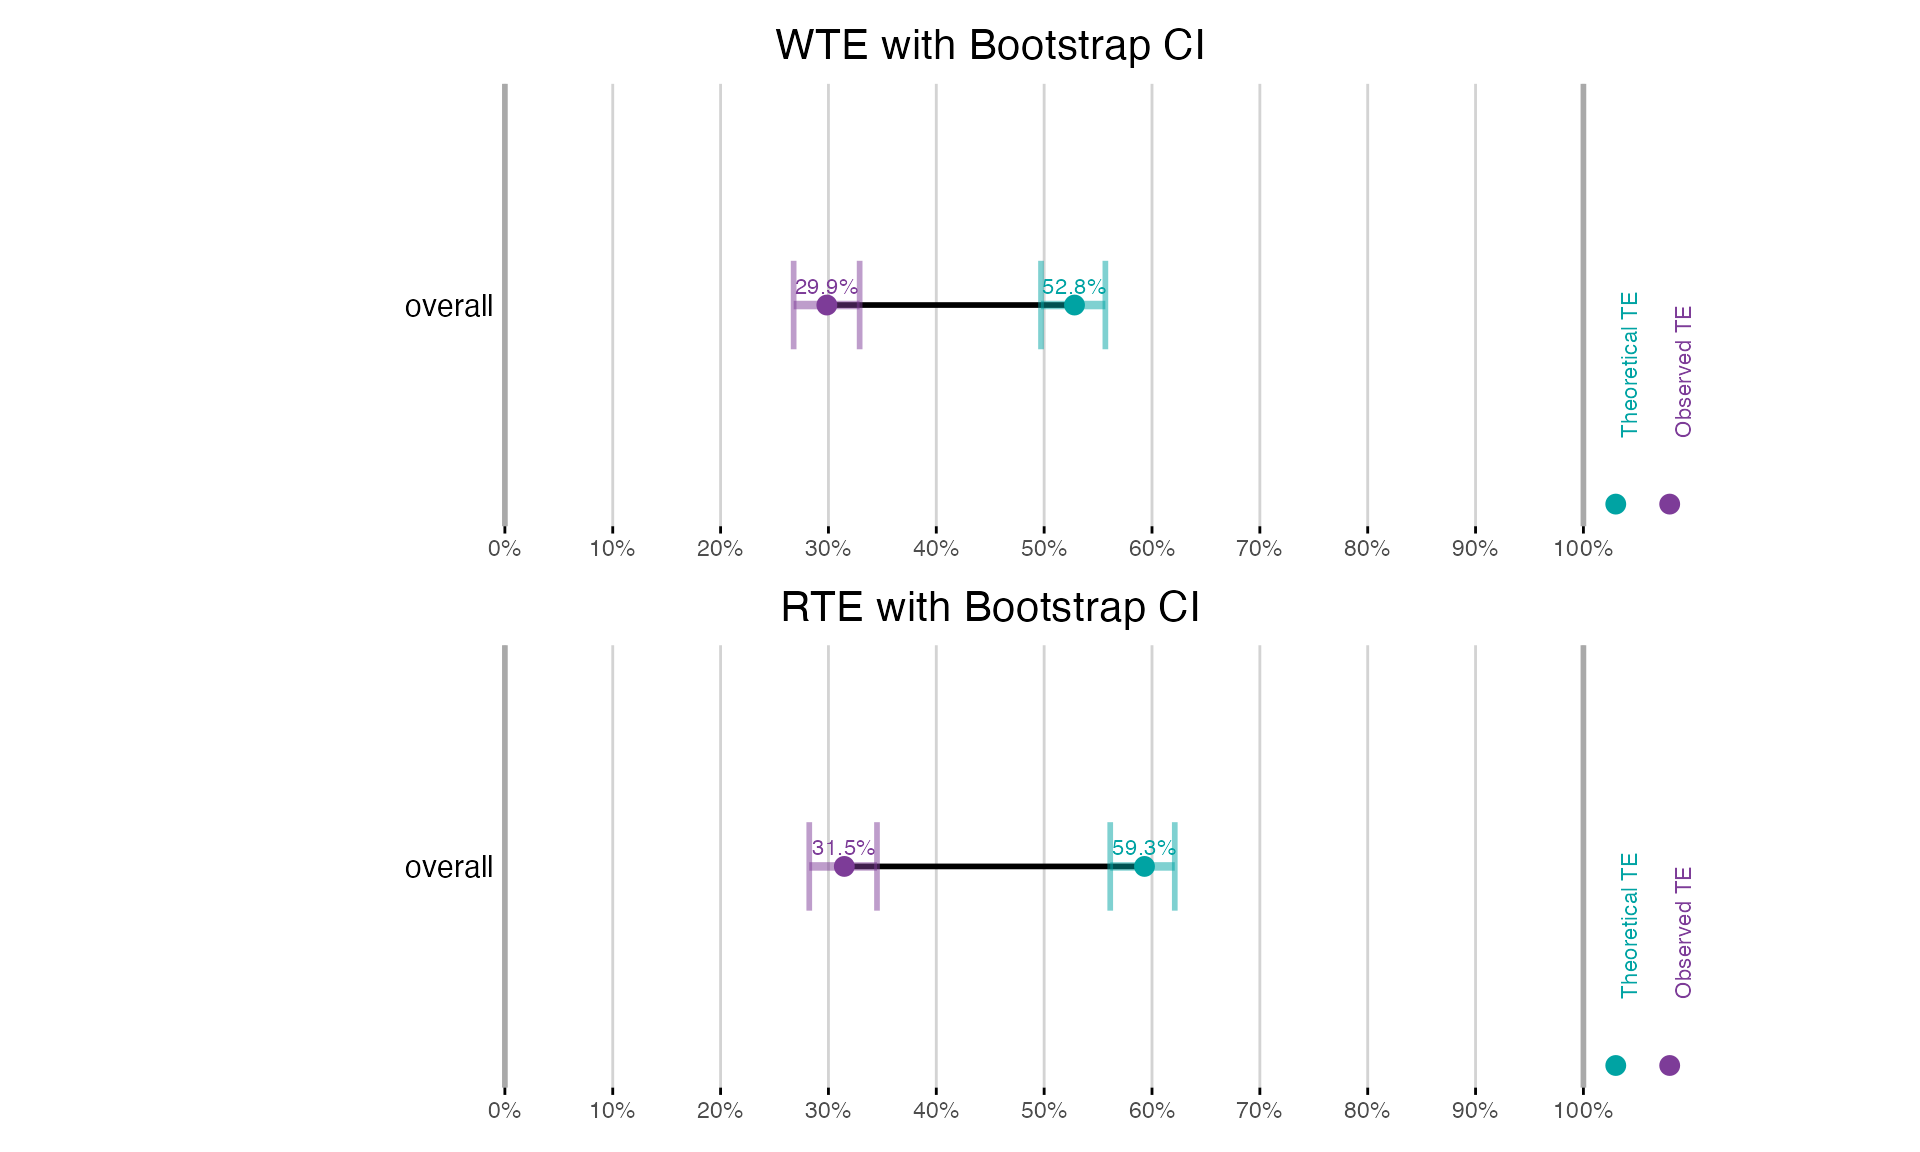 WTE with Bootstrap CI
29.9%
52.8%
overall
Theoretical TE
Observed TE
0% 10% 20% 30% 40% 50% 60% 70% 80% 90% 100%
RTE with Bootstrap CI
31.5%
59.3%
overall
Theoretical TE
Observed TE
0% 10% 20% 30% 40% 50% 60% 70% 80% 90% 100%